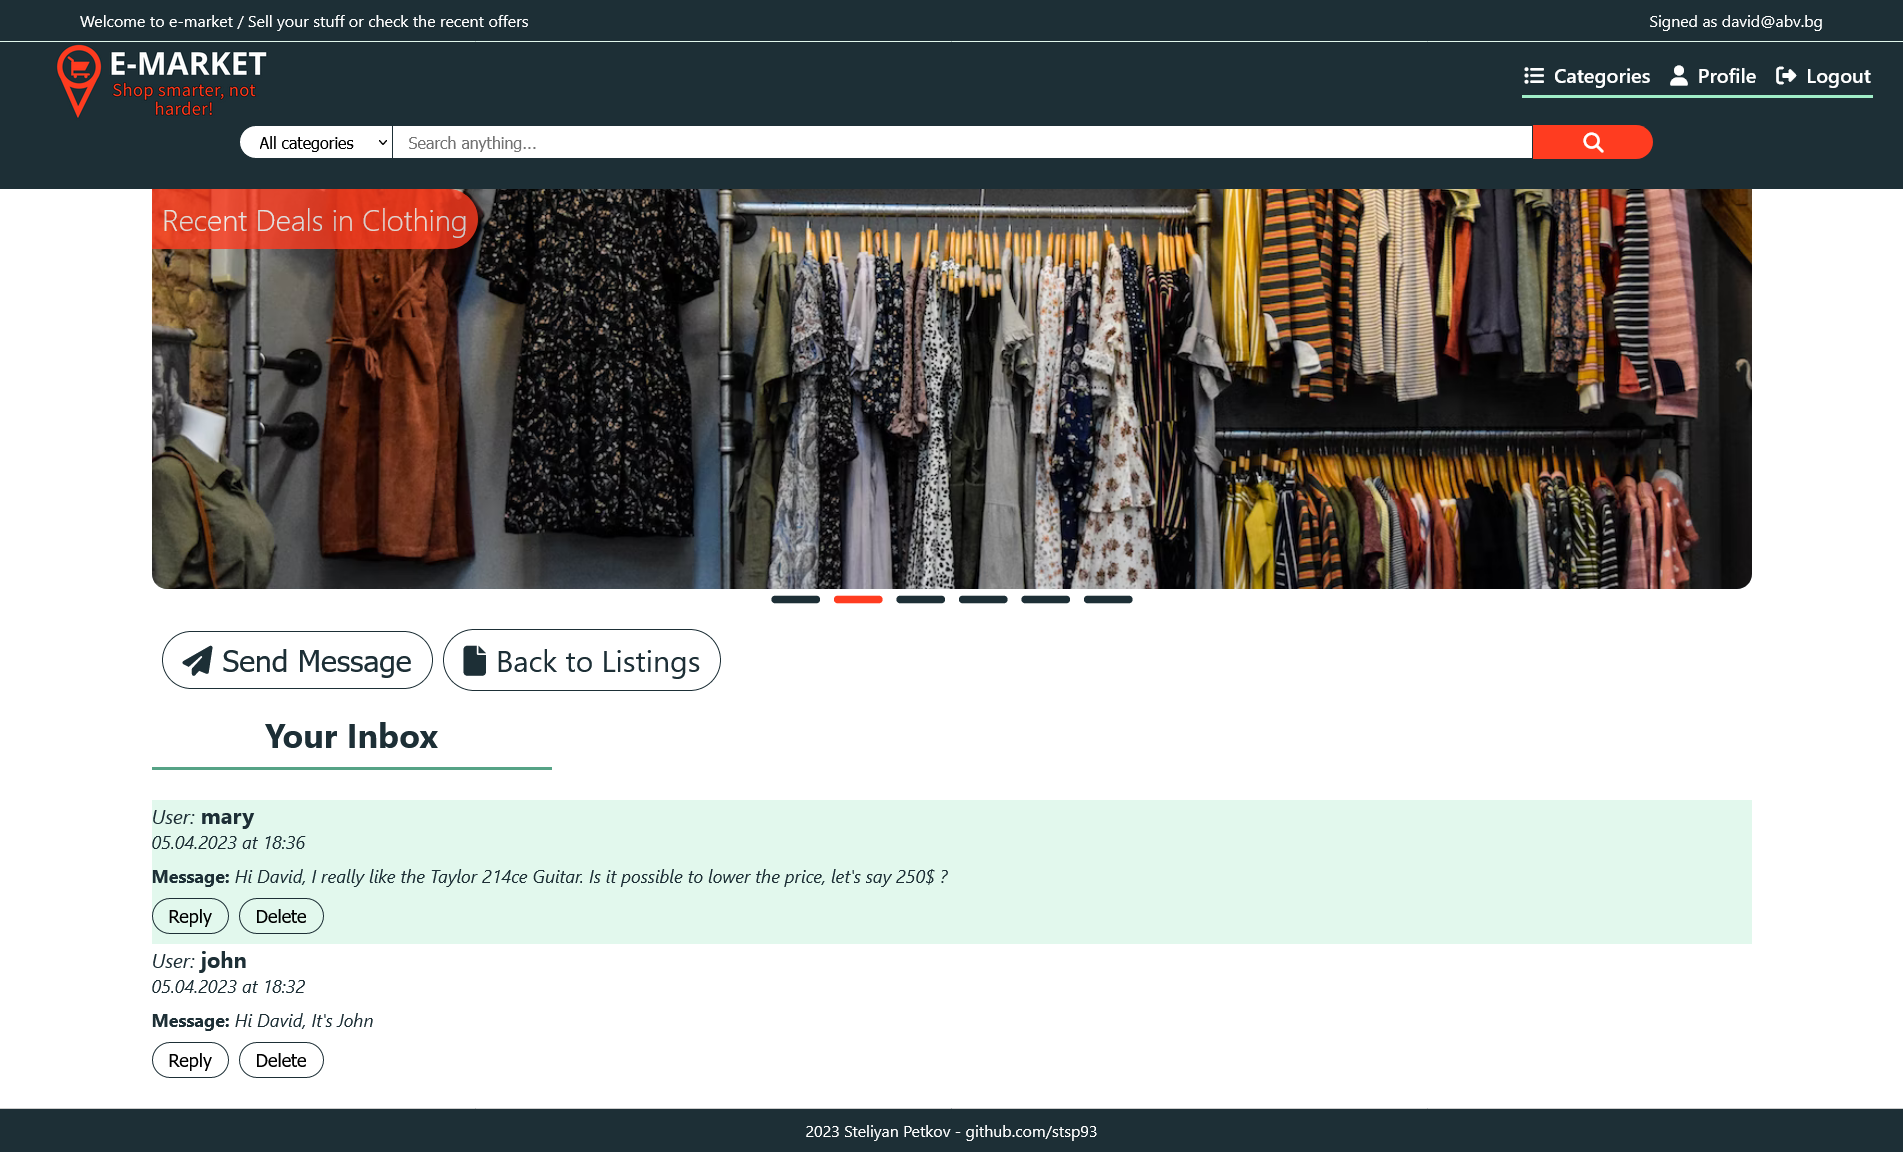 Welcome to e-market / Sell your stuff or check the recent offers
Signed as david@abv.bg
E-MARKET
Shop smarter, not
harder!
Categories Profile Logout
All categories Search anything...
Recent Deals in Clothing
Send Message Back to Listings
Your Inbox
User: mary
05.04.2023 at 18:36
Message: Hi David, I really like the Taylor 214ce Guitar. Is it possible to lower the price, let's say 250$ ?
Reply Delete
User: john
05.04.2023 at 18:32
Message: Hi David, It's John
Reply Delete
2023 Steliyan Petkov - github.com/stsp93